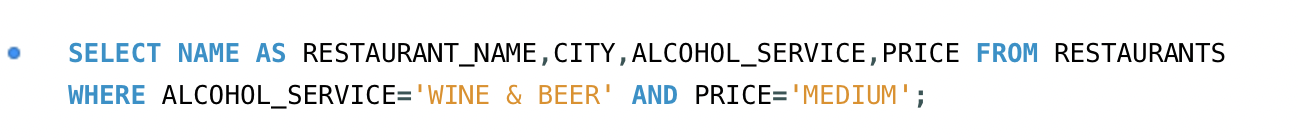 SELECT NAME AS RESTAURANT_NAME,CITY,ALCOHOL_SERVICE,PRICE FROM RESTAURANTS
WHERE ALCOHOL_SERVICE='WINE & BEER' AND PRICE='MEDIUM';